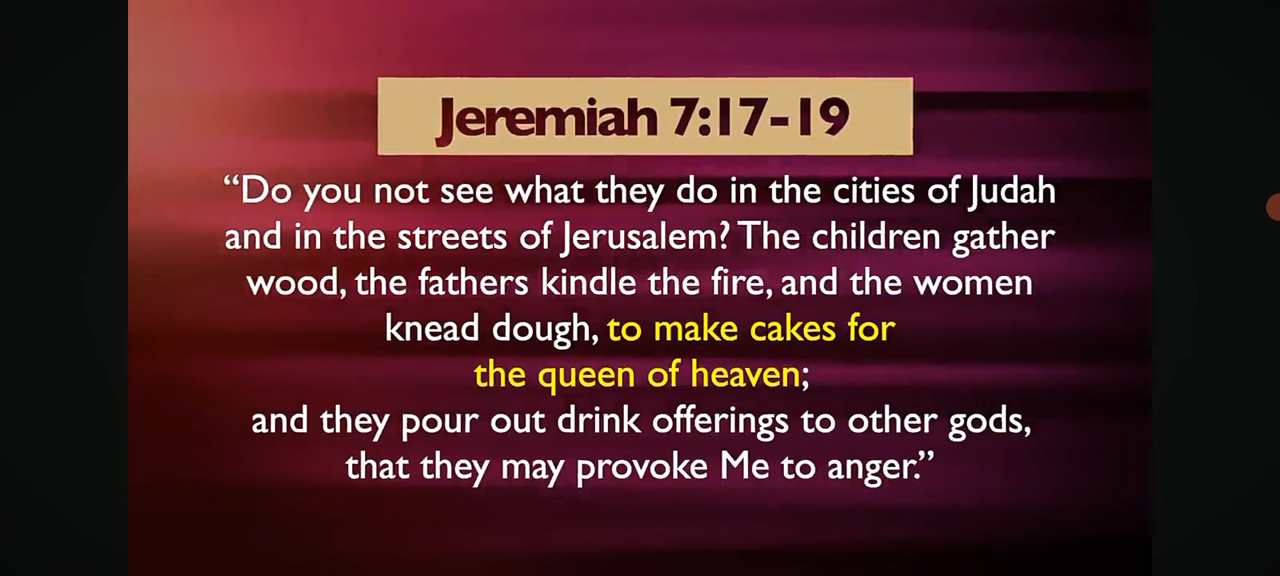 Jeremiah 7:17-19
“Do you not see what they do in the cities of Judah
and in the streets of Jerusalem? The children gather
wood, the fathers kindle the fire, and the women
knead dough, to make cakes for
the queen of heaven;
and they pour out drink offerings to other gods,
that they may provoke Me to anger.”